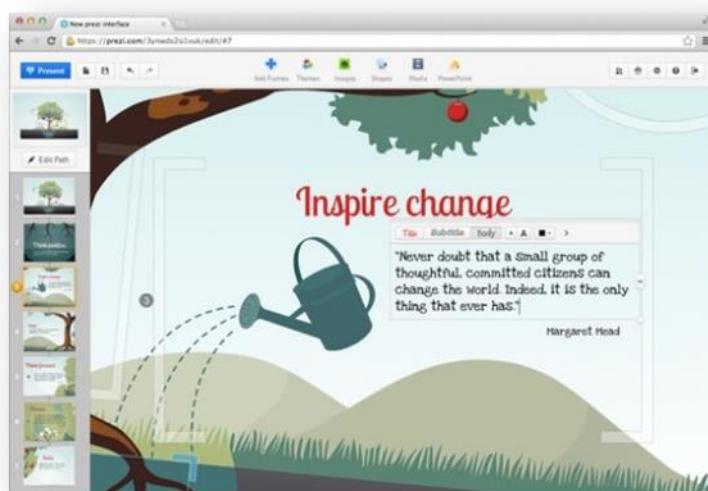 New prezi interface
https://prezi.com/3ynwds2io1vuk/edit/#7
Present
Add Frames Themes Images Shapes Media PowerPoint
Edit Path
Inspire change
Title Subtitle Body A
"Never doubt that a small group of
thoughtful, committed citizens can
change the world. Indeed, it is the only
thing that ever has."
Margaret Mead
3